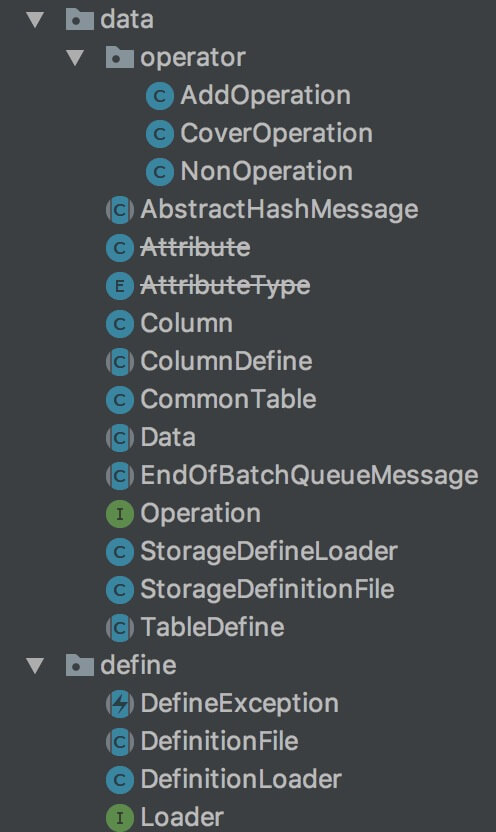 data
operator
C AddOperation
C CoverOperation
C NonOperation
C AbstractHashMessage
C Attribute
E AttributeType
C Column
C ColumnDefine
C CommonTable
C Data
C EndOfBatchQueueMessage
I Operation
C StorageDefineLoader
C StorageDefinitionFile
C TableDefine
define
DefineException
C DefinitionFile
C DefinitionLoader
I Loader